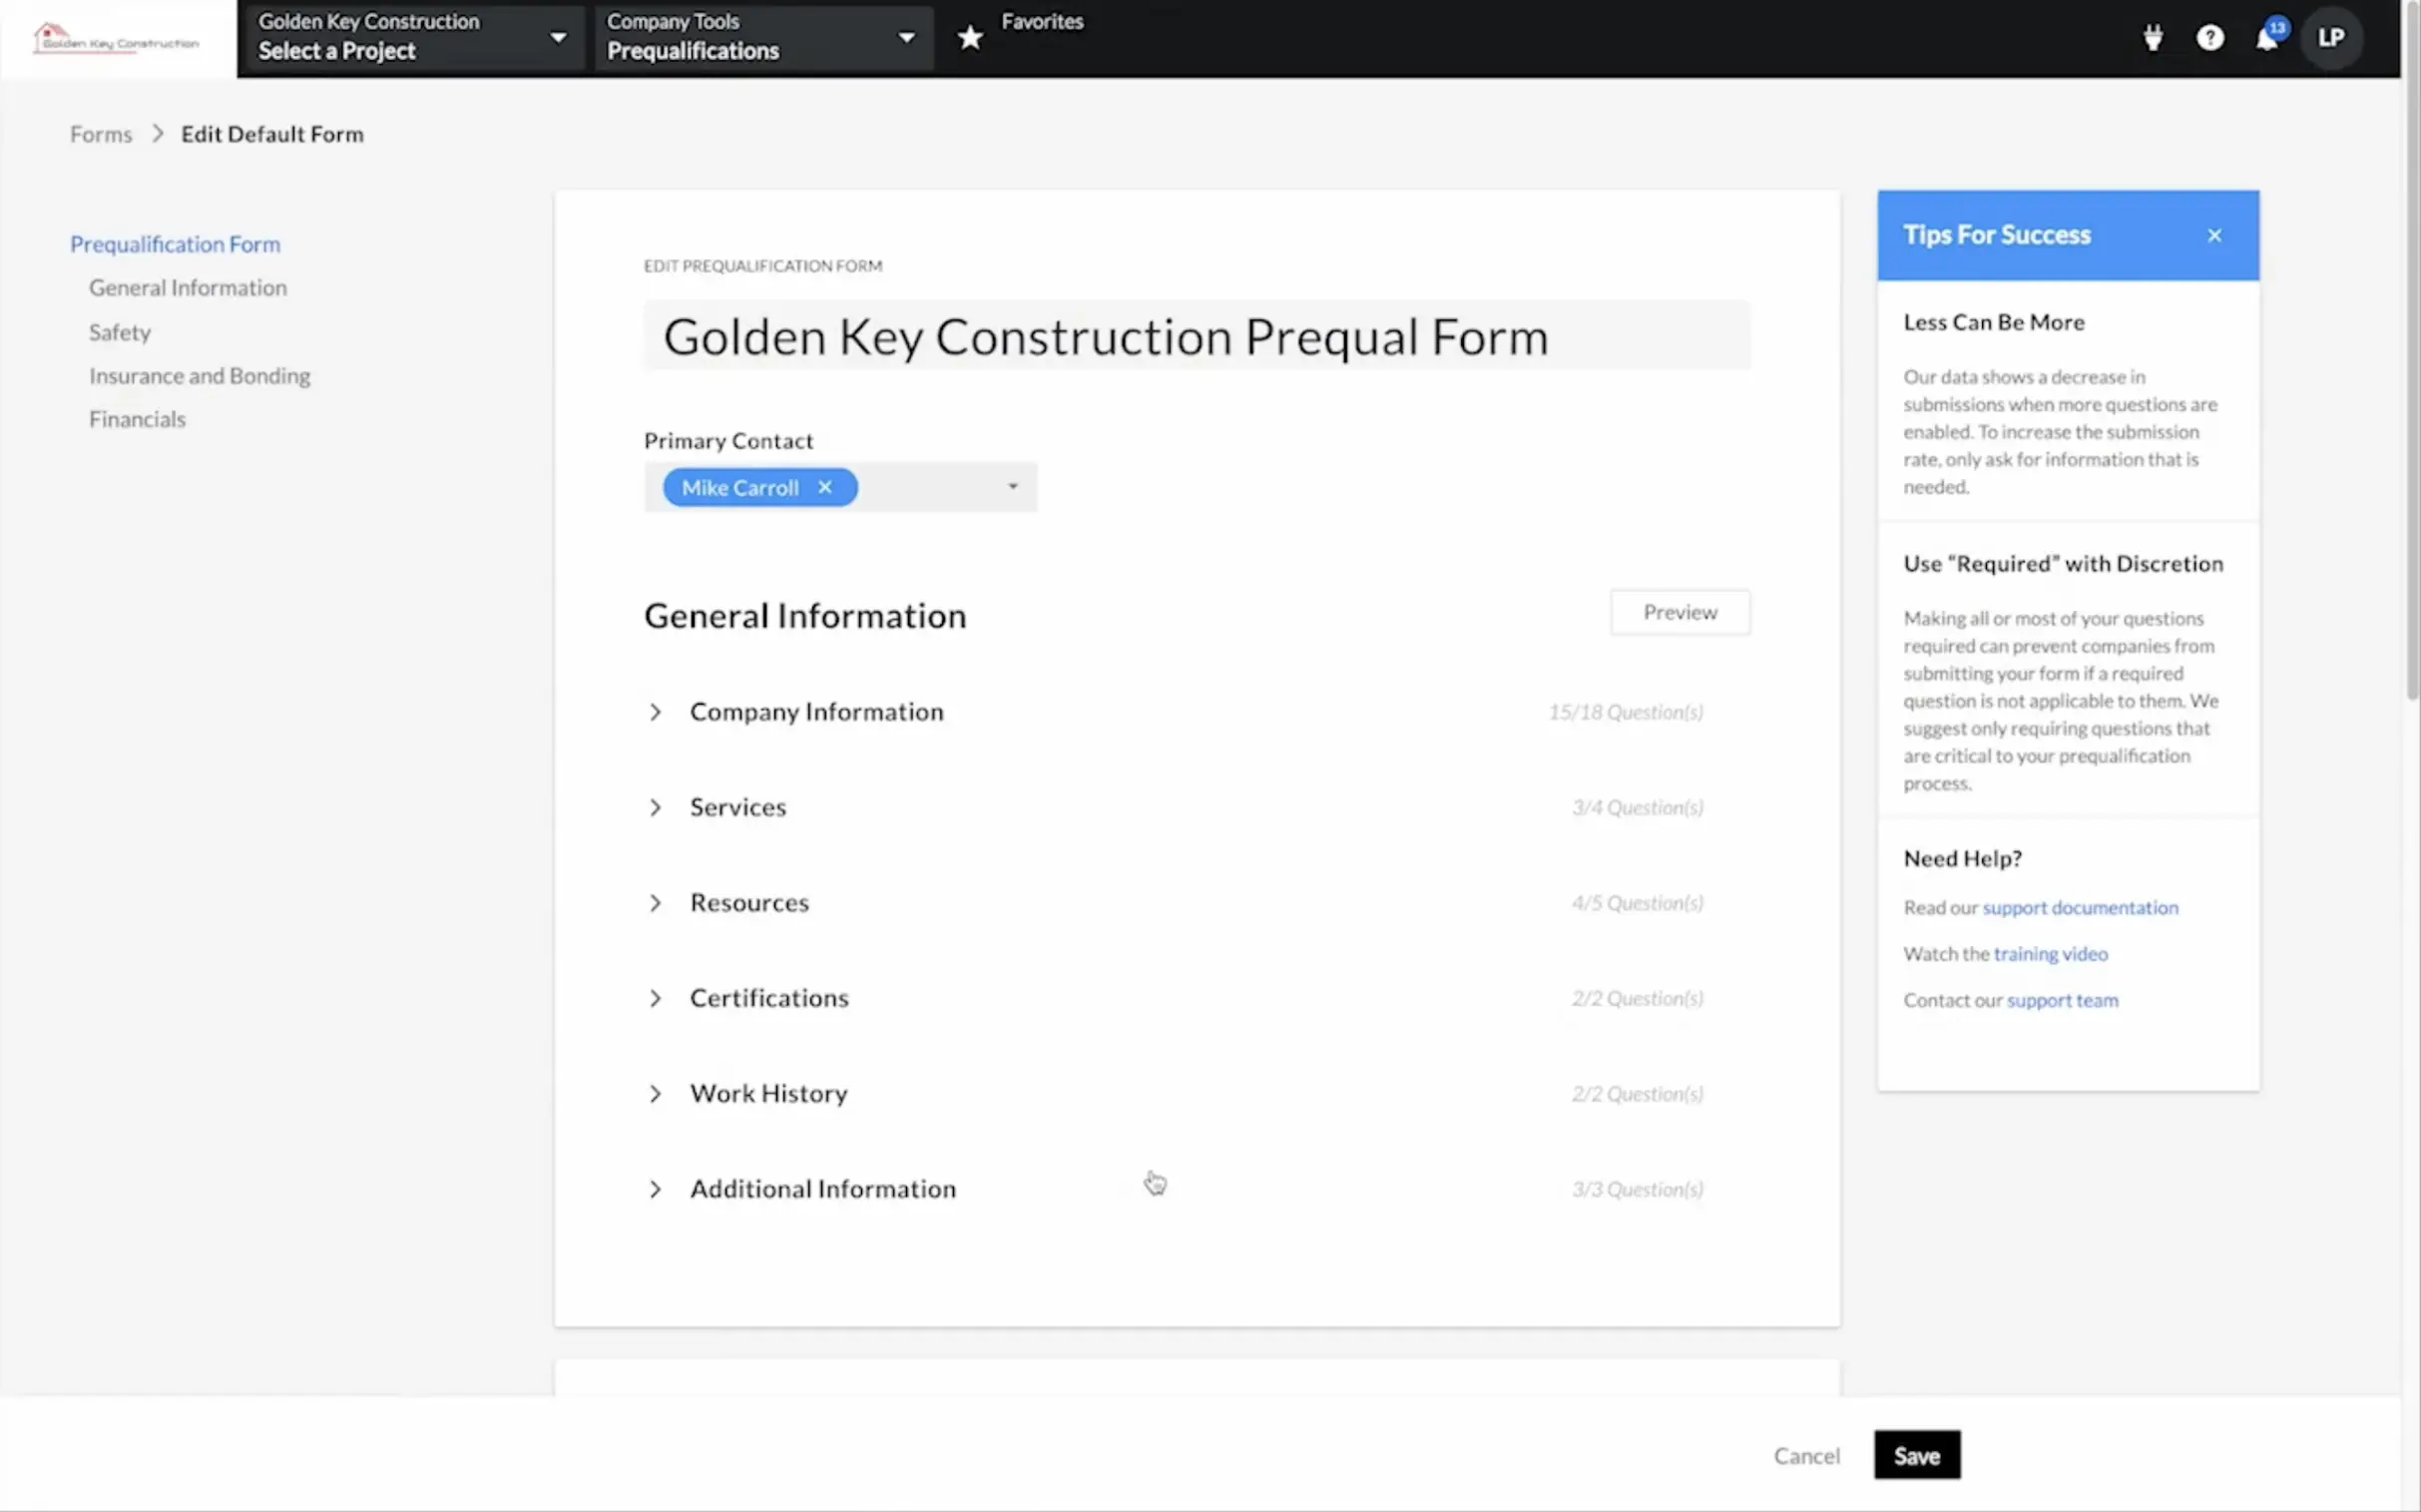 Golden Key Construction
Golden Key Construction
Select a Project
Company Tools
Prequalifications
Favorites
13
LP
Forms
Edit Default Form
Prequalification Form
General Information
Safety
Insurance and Bonding
Financials
EDIT PREQUALIFICATION FORM
Golden Key Construction Prequal Form
Primary Contact
Mike Carroll
General Information
Preview
Company Information
15/18 Question(s)
Services
3/4 Question(s)
Resources
4/5 Question(s)
Certifications
2/2 Question(s)
Work History
2/2 Question(s)
Additional Information
3/3 Question(s)
Tips For Success
Less Can Be More
Our data shows a decrease in
submissions when more questions are
enabled. To increase the submission
rate, only ask for information that is
needed.
Use “Required” with Discretion
Making all or most of your questions
required can prevent companies from
submitting your form if a required
question is not applicable to them. We
suggest only requiring questions that
are critical to your prequalification
process.
Need Help?
Read our support documentation
Watch the training video
Contact our support team
Cancel
Save